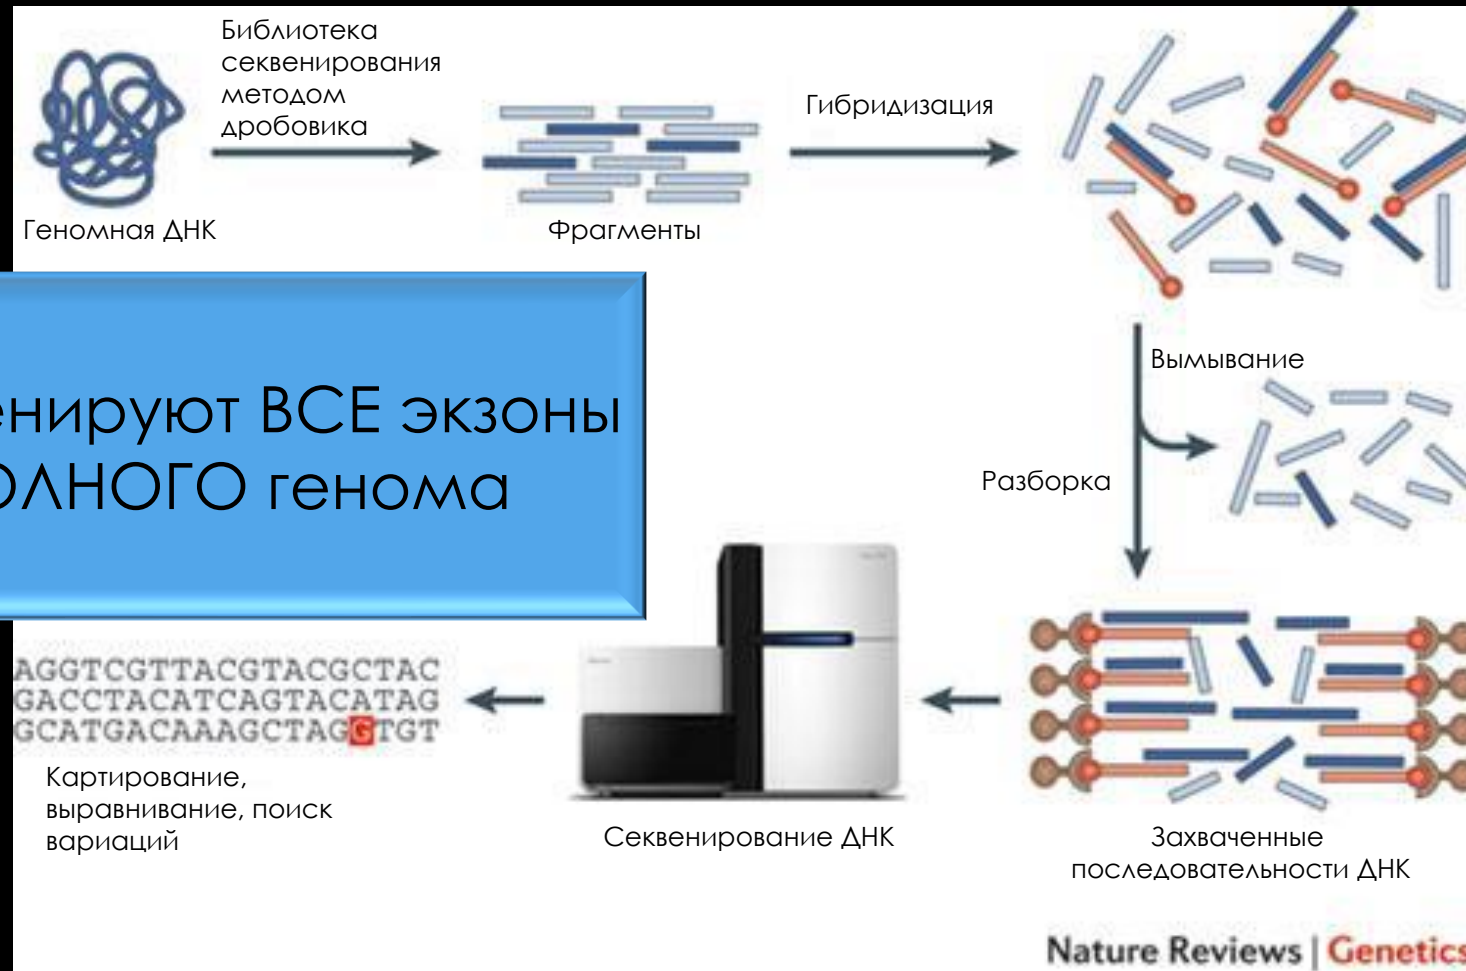 Библиотека
секвенирования
методом
дробовика
Гибридизация
Геномная ДНК
Фрагменты
Вымывание
енируют ВСЕ экзоны
ОЛНОГО генома
Разборка
AGGTCGTTACGTACGCTAC
GACCTACATCAGTACATAG
GCATGACAAAGCTAGGTGT
Картирование,
выравнивание, поиск
вариаций
Секвенирование ДНК
Захваченные
последовательности ДНК
Nature Reviews | Genetics